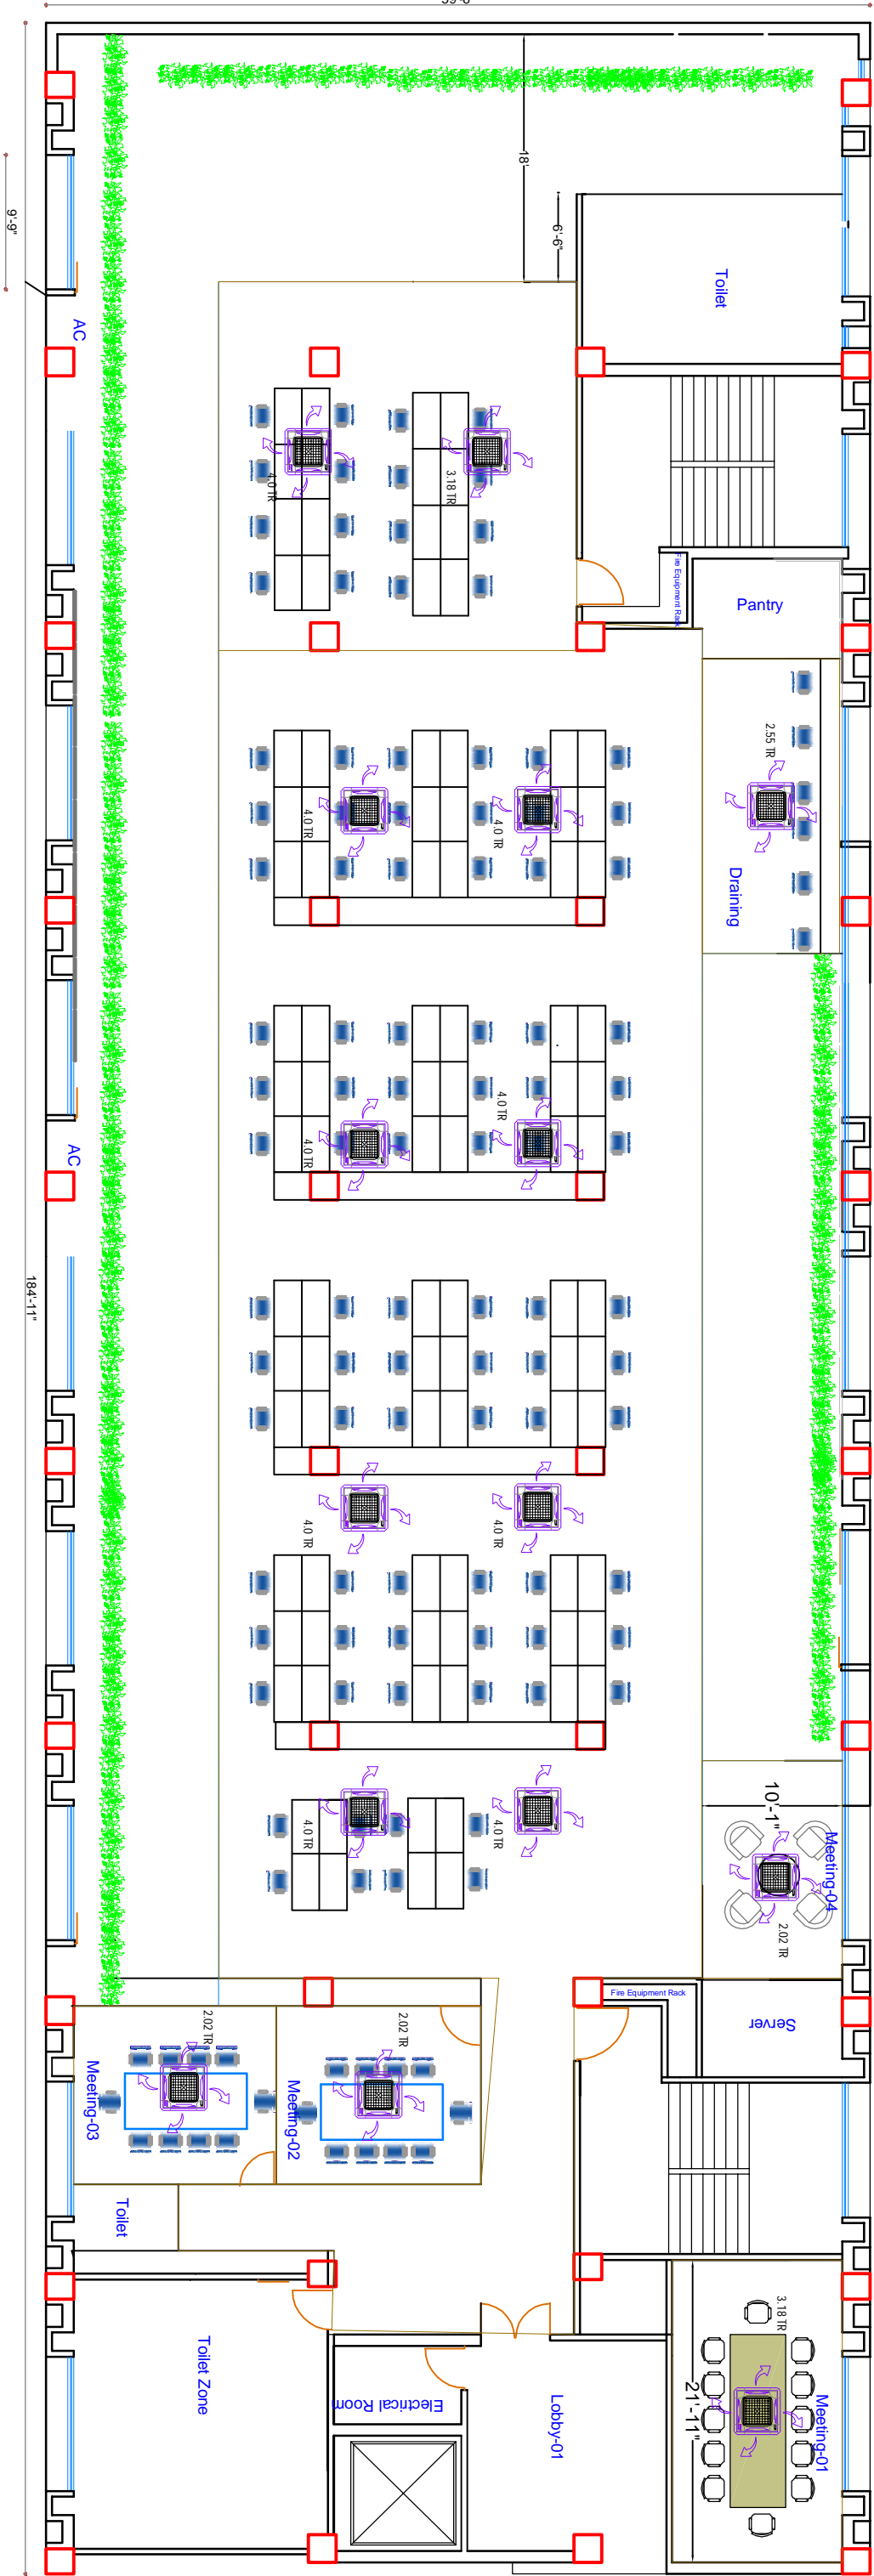 18'
6'-6"
9'-9"
Toilet
AC
4.0 TR
3.18 TR
Fire Equipment Rack
Pantry
2.55 TR
4.0 TR
4.0 TR
Draining
4.0 TR
4.0 TR
AC
184'-11"
4.0 TR
4.0 TR
10'-1"
Meeting-04
4.0 TR
4.0 TR
2.02 TR
Fire Equipment Rack
Server
2.02 TR
2.02 TR
Meeting-03
Meeting-02
Toilet
3.18 TR
Toilet Zone
Electrical Room
Lobby-01
21'-11"
Meeting-01